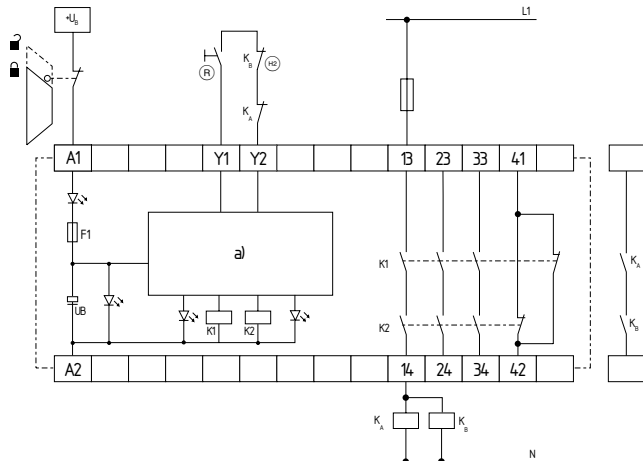 +UB
L1
R
KB
H2
KA
A1
Y1
Y2
13
23
33
41
F1
a)
K1
KA
UB
K1
K2
K2
KB
A2
14
24
34
42
KA
KB
N